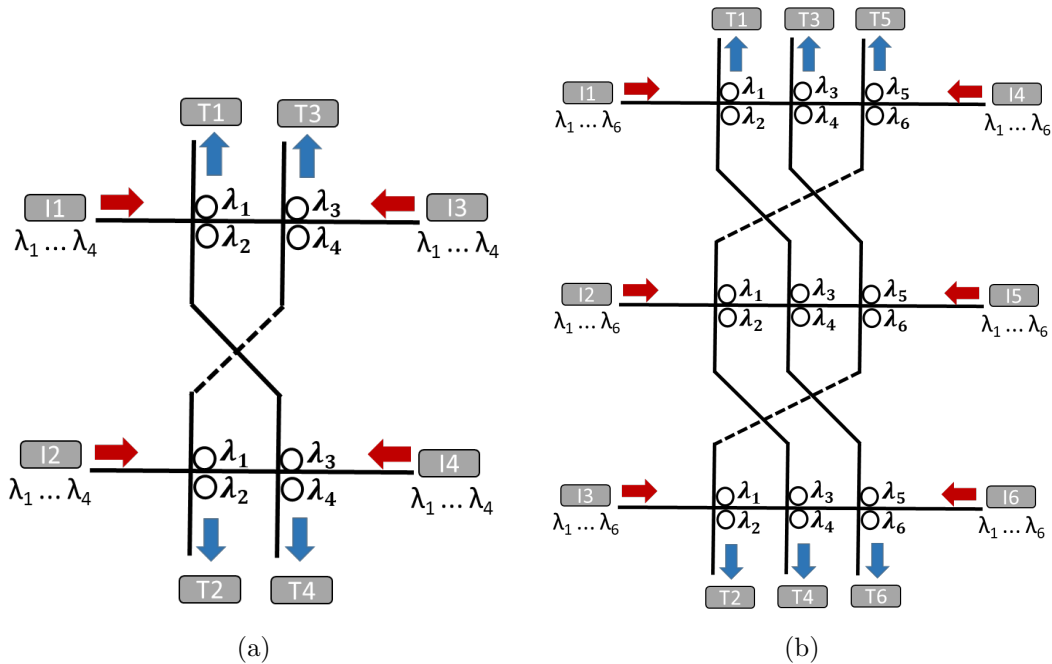 T1 T3
λ1 λ3
I1 I3
λ2 λ4
λ1 ... λ4 λ1 ... λ4
λ1 λ3
I2 I4
λ2 λ4
λ1 ... λ4 λ1 ... λ4
T2 T4
(a)
T1 T3 T5
I1 λ1 λ3 λ5 I4
λ2 λ4 λ6
λ1 ... λ6 λ1 ... λ6
I2 λ1 λ3 λ5 I5
λ2 λ4 λ6
λ1 ... λ6 λ1 ... λ6
I3 λ1 λ3 λ5 I6
λ2 λ4 λ6
λ1 ... λ6 λ1 ... λ6
T2 T4 T6
(b)